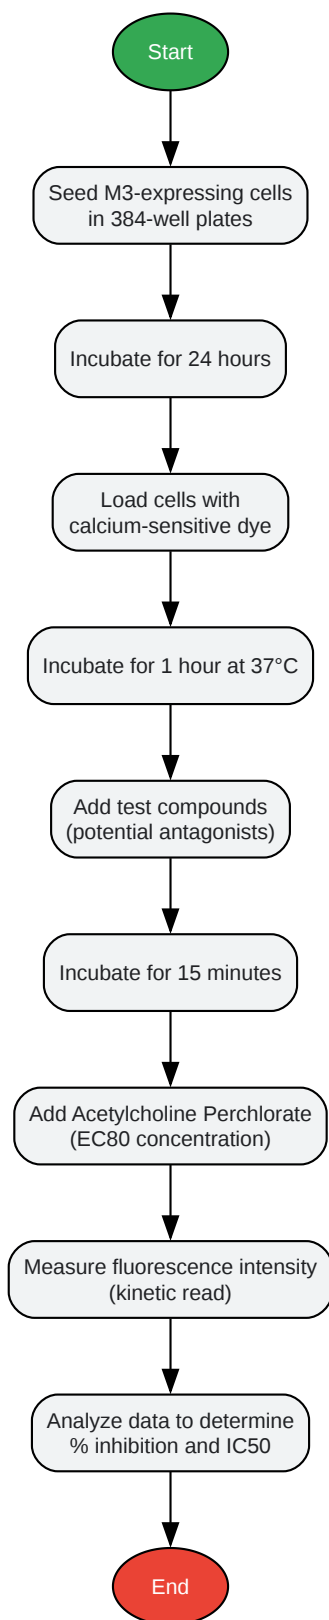 Start
Seed M3-expressing cells
in 384-well plates
Incubate for 24 hours
Load cells with
calcium-sensitive dye
Incubate for 1 hour at 37°C
Add test compounds
(potential antagonists)
Incubate for 15 minutes
Add Acetylcholine Perchlorate
(EC80 concentration)
Measure fluorescence intensity
(kinetic read)
Analyze data to determine
% inhibition and IC50
End